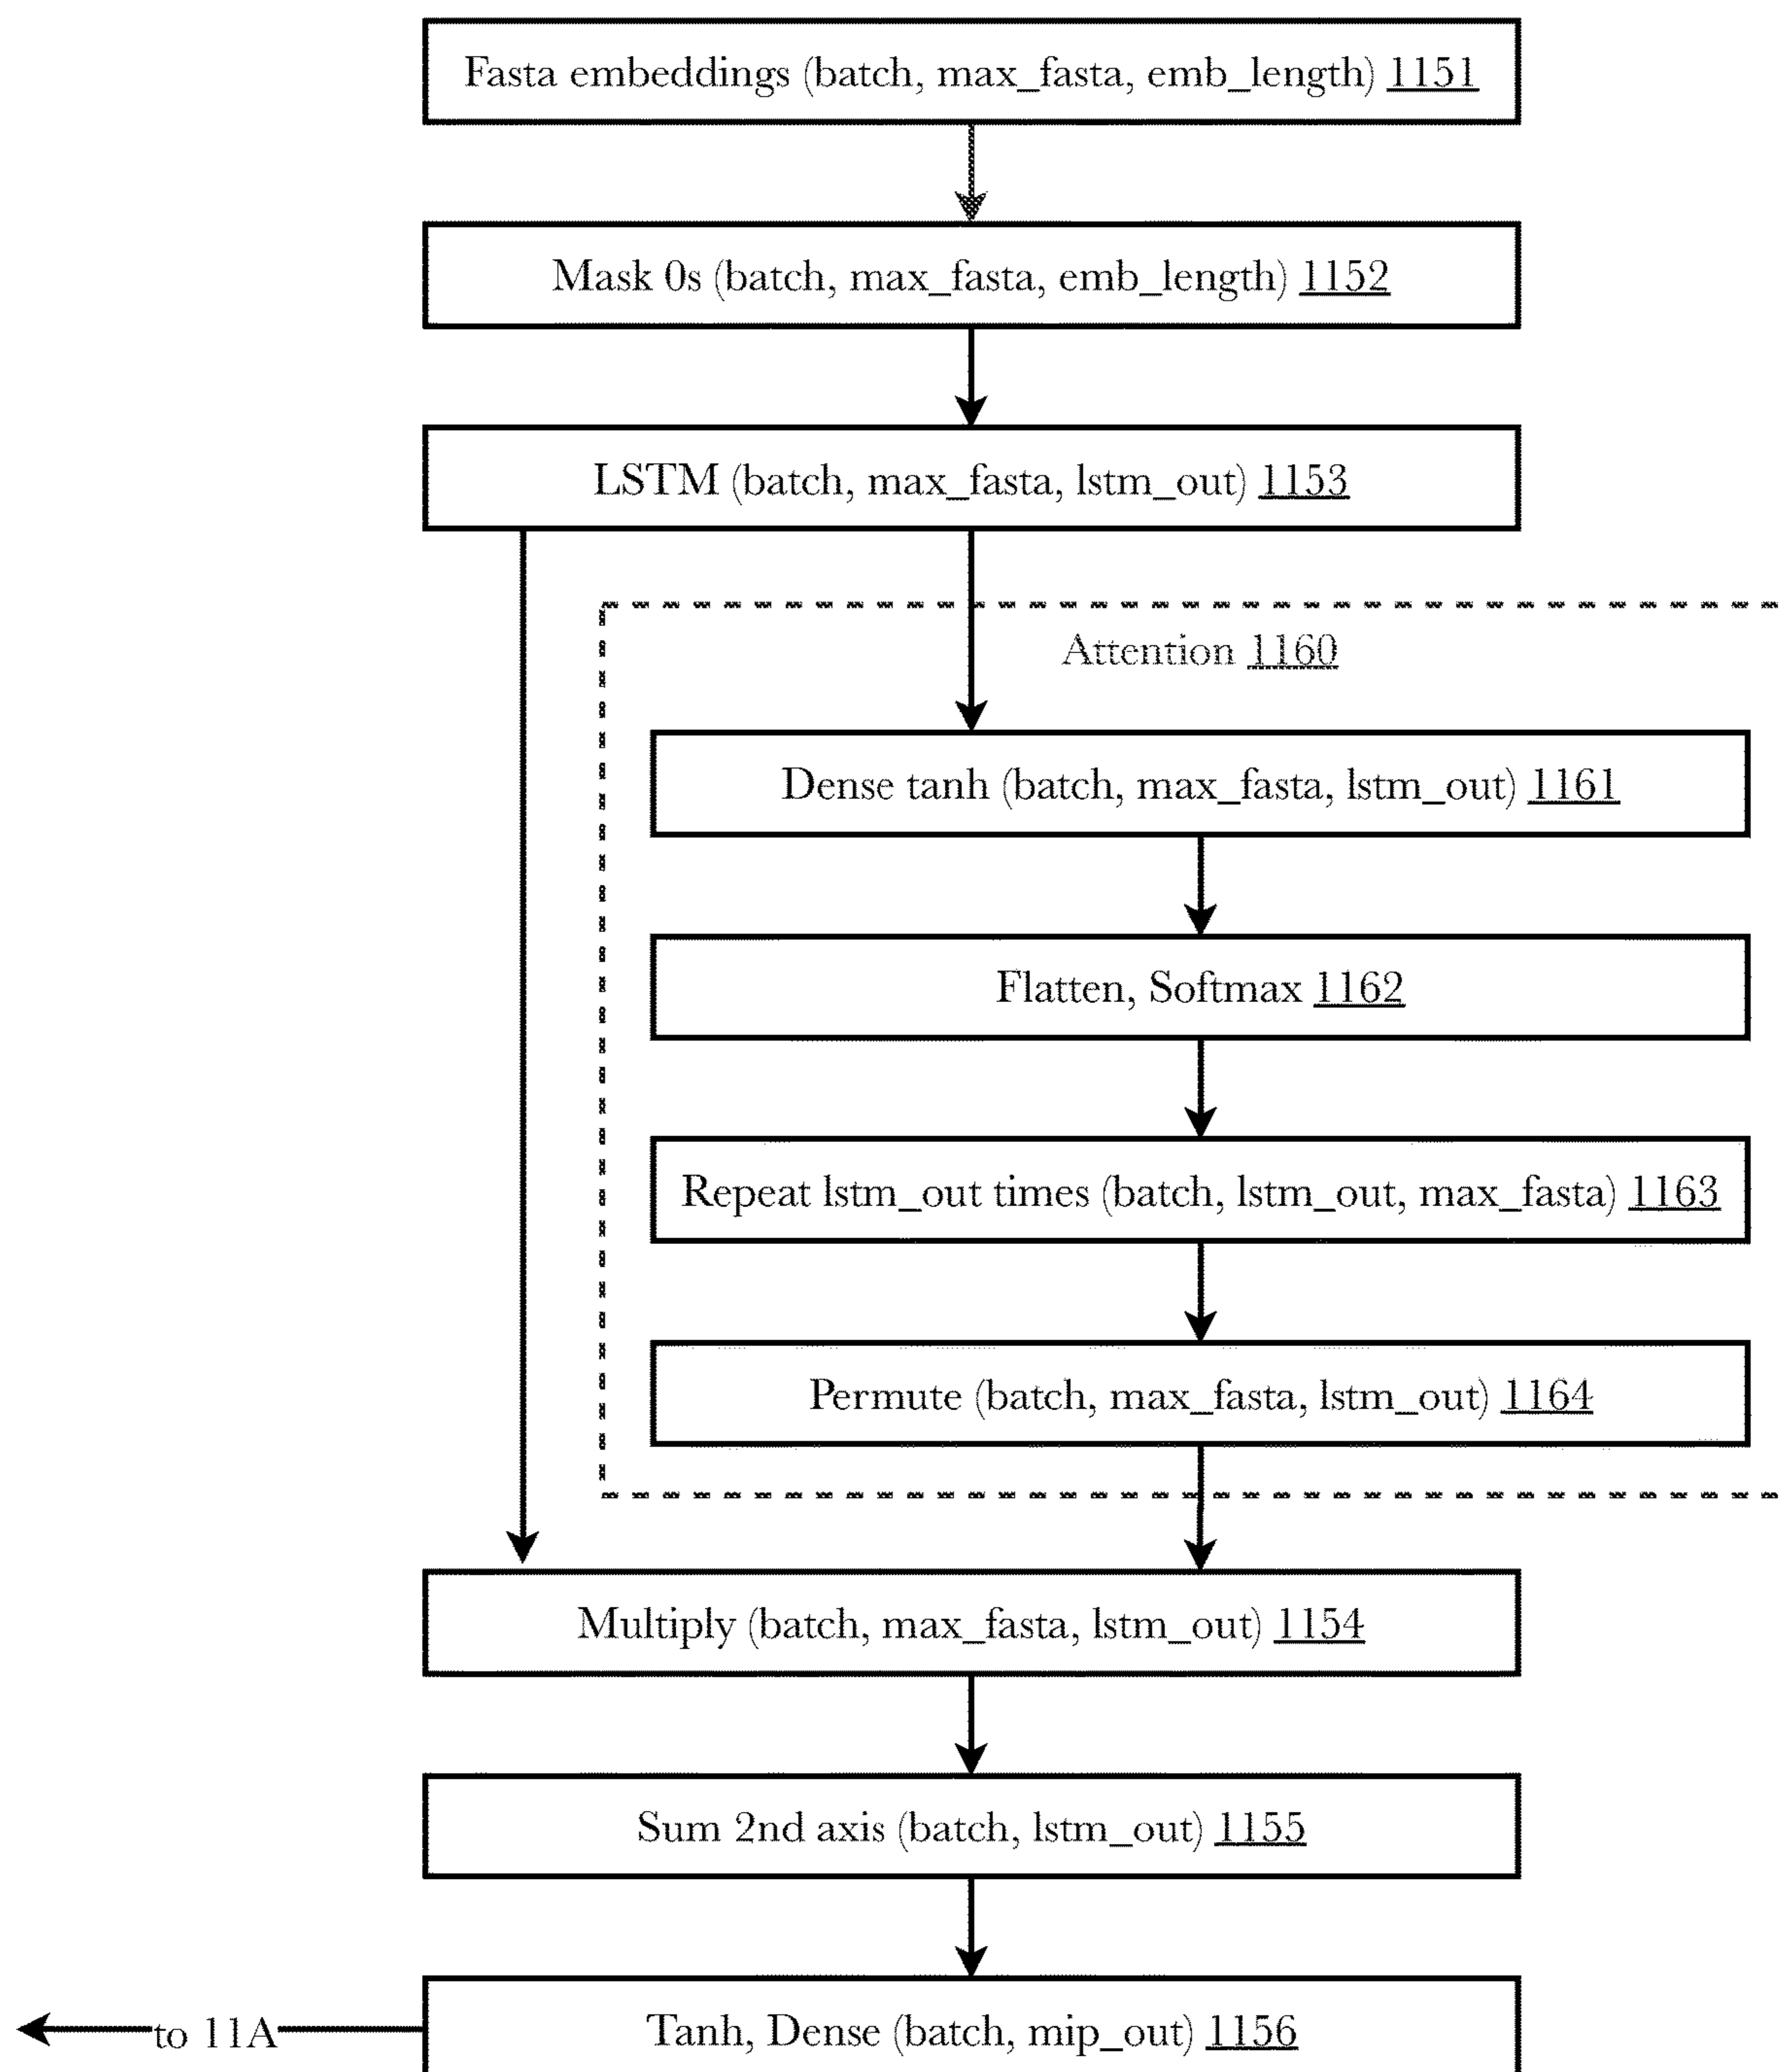 Fasta embeddings (batch, max_fasta, emb_length) 1151
Mask 0s (batch, max_fasta, emb_length) 1152
LSTM (batch, max_fasta, lstm_out) 1153
Attention 1160
Dense tanh (batch, max_fasta, lstm_out) 1161
Flatten, Softmax 1162
Repeat lstm_out times (batch, lstm_out, max_fasta) 1163
Permute (batch, max_fasta, lstm_out) 1164
Multiply (batch, max_fasta, lstm_out) 1154
Sum 2nd axis (batch, lstm_out) 1155
to 11A
Tanh, Dense (batch, mip_out) 1156